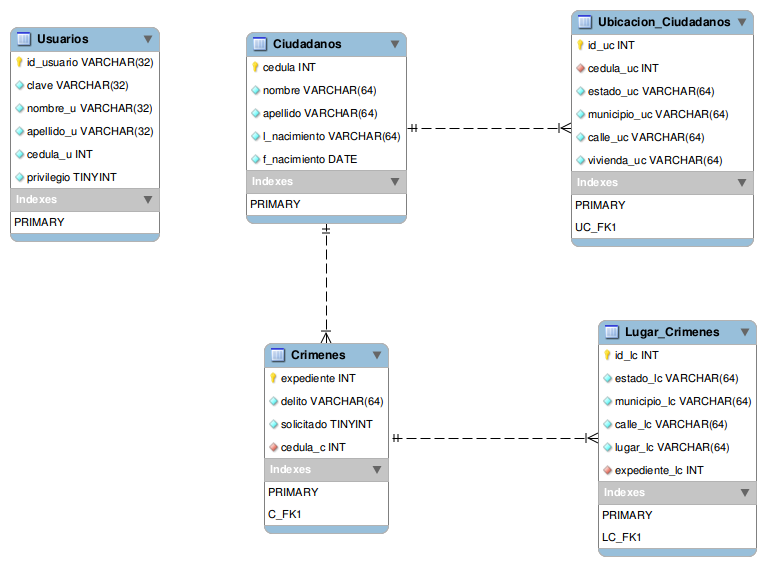 Usuarios
id_usuario VARCHAR(32)
clave VARCHAR(32)
nombre_u VARCHAR(32)
apellido_u VARCHAR(32)
cedula_u INT
privilegio TINYINT
Indexes
PRIMARY
Ciudadanos
cedula INT
nombre VARCHAR(64)
apellido VARCHAR(64)
l_nacimiento VARCHAR(64)
f_nacimiento DATE
Indexes
PRIMARY
Ubicacion_Ciudadanos
id_uc INT
cedula_uc INT
estado_uc VARCHAR(64)
municipio_uc VARCHAR(64)
calle_uc VARCHAR(64)
vivienda_uc VARCHAR(64)
Indexes
PRIMARY
UC_FK1
Crimenes
expediente INT
delito VARCHAR(64)
solicitado TINYINT
cedula_c INT
Indexes
PRIMARY
C_FK1
Lugar_Crimenes
id_lc INT
estado_lc VARCHAR(64)
municipio_lc VARCHAR(64)
calle_lc VARCHAR(64)
lugar_lc VARCHAR(64)
expediente_lc INT
Indexes
PRIMARY
LC_FK1